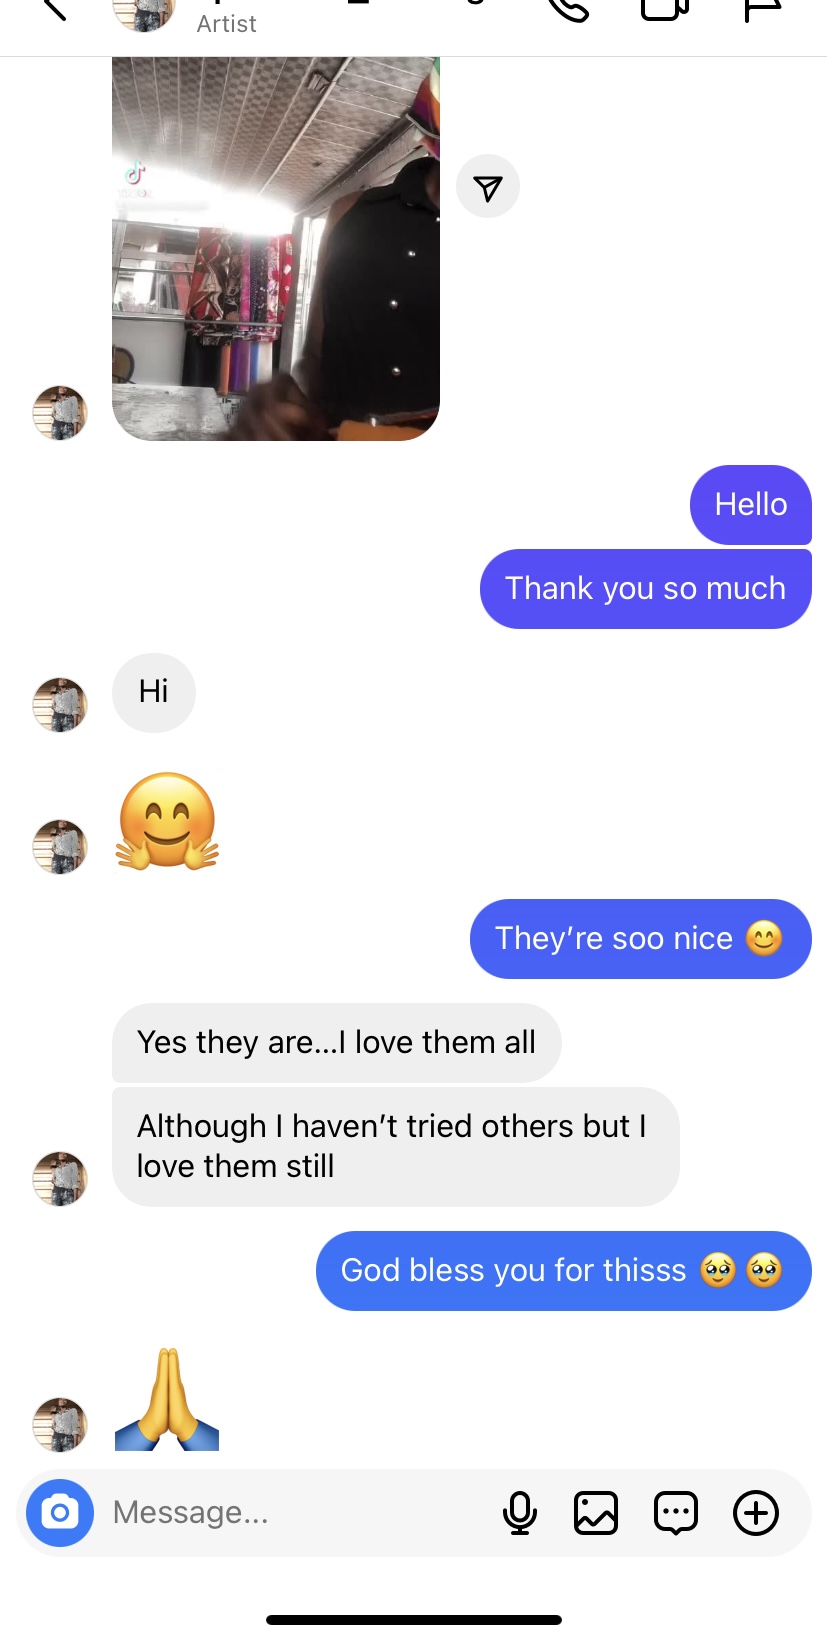 Artist
Hello
Thank you so much
Hi
🤗
They're soo nice 😊
Yes they are...I love them all
Although I haven't tried others but I
love them still
God bless you for thisss 🥹 🥹
🙏
Message...